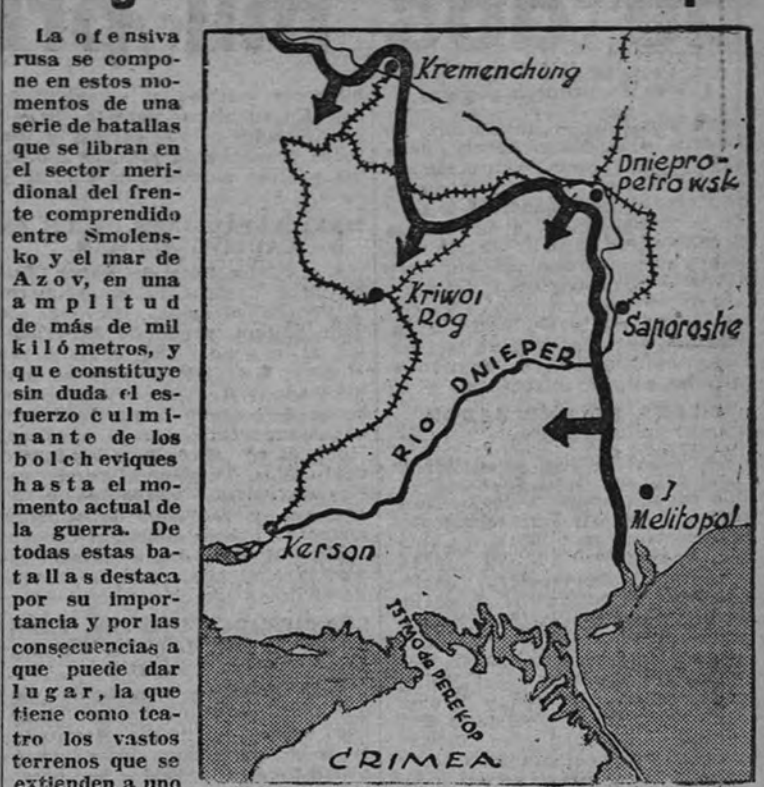 La ofensiva
rusa se compo-
ne en estos mo-
mentos de una
serie de batallas
que se libran en
el sector meri-
dional del fren-
te comprendido
entre Smolens-
ko y el mar de
Azov, en una
amplitud
de más de mil
kilómetros, y
que constituye
sin duda el es-
fuerzo culmi-
nante de los
bolcheviques
hasta el mo-
mento actual de
la guerra. De
todas estas ba-
tallas destaca
por su impor-
tancia y por las
consecuencias a
que puede dar
lugar, la que
tiene como tea-
tro los vastos
terrenos que se
extienden a uno
Kremenchung
Dniepro-
petrowsk
Kriwoi
Rog
Saporoshe
RIO DNIEPER
I
Melitopol
Kerson
ISTMO de PEREKOP
CRIMEA